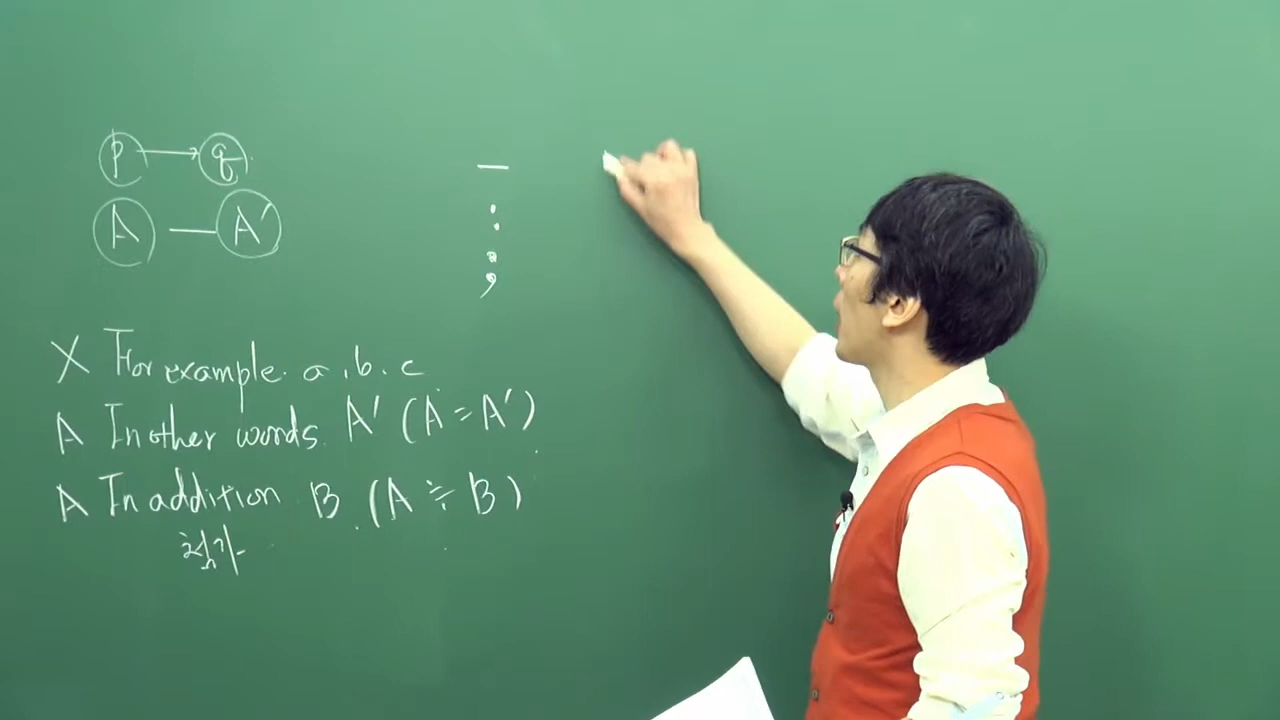 p → q
A — A'
—
:
;
X For example. a, b, c
A In other words. A' (A = A')
A In addition B. (A ≒ B)
첨가